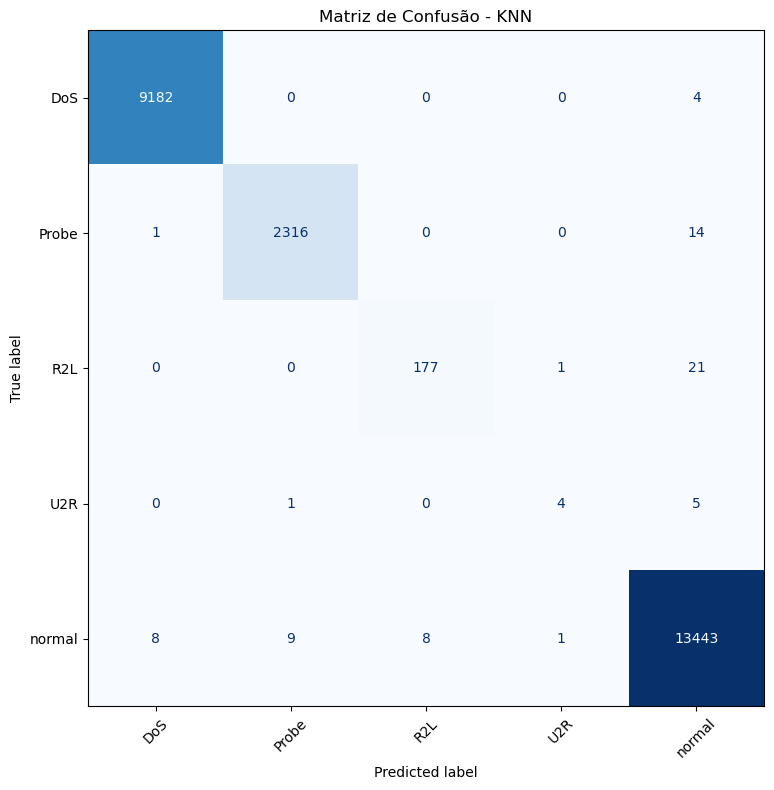 Matriz de Confusão - KNN
True label
DoS 9182 0 0 0 4
Probe 1 2316 0 0 14
R2L 0 0 177 1 21
U2R 0 1 0 4 5
normal 8 9 8 1 13443
DoS Probe R2L U2R normal
Predicted label